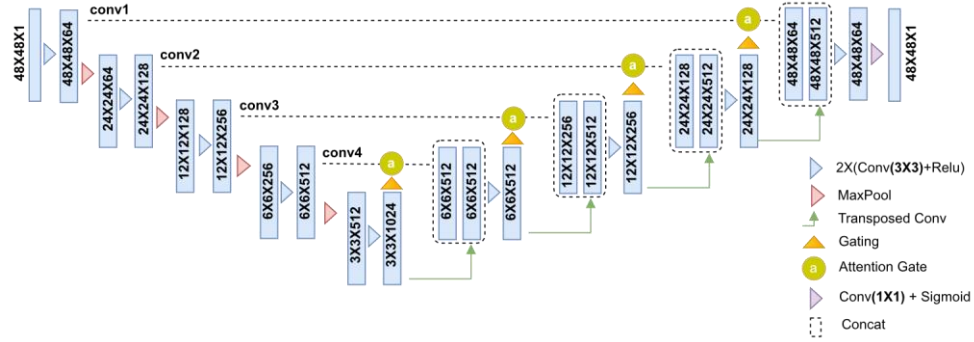 conv1
48X48X1
48X48X64
conv2
24X24X64
24X24X128
conv3
12X12X128
12X12X256
conv4
6X6X256
6X6X512
3X3X512
3X3X1024
a
6X6X512
6X6X512
6X6X512
a
12X12X256
12X12X512
12X12X256
a
24X24X128
24X24X512
24X24X128
a
48X48X64
48X48X512
48X48X64
48X48X1
2X(Conv(3X3)+Relu)
MaxPool
Transposed Conv
Gating
a
Attention Gate
Conv(1X1) + Sigmoid
Concat